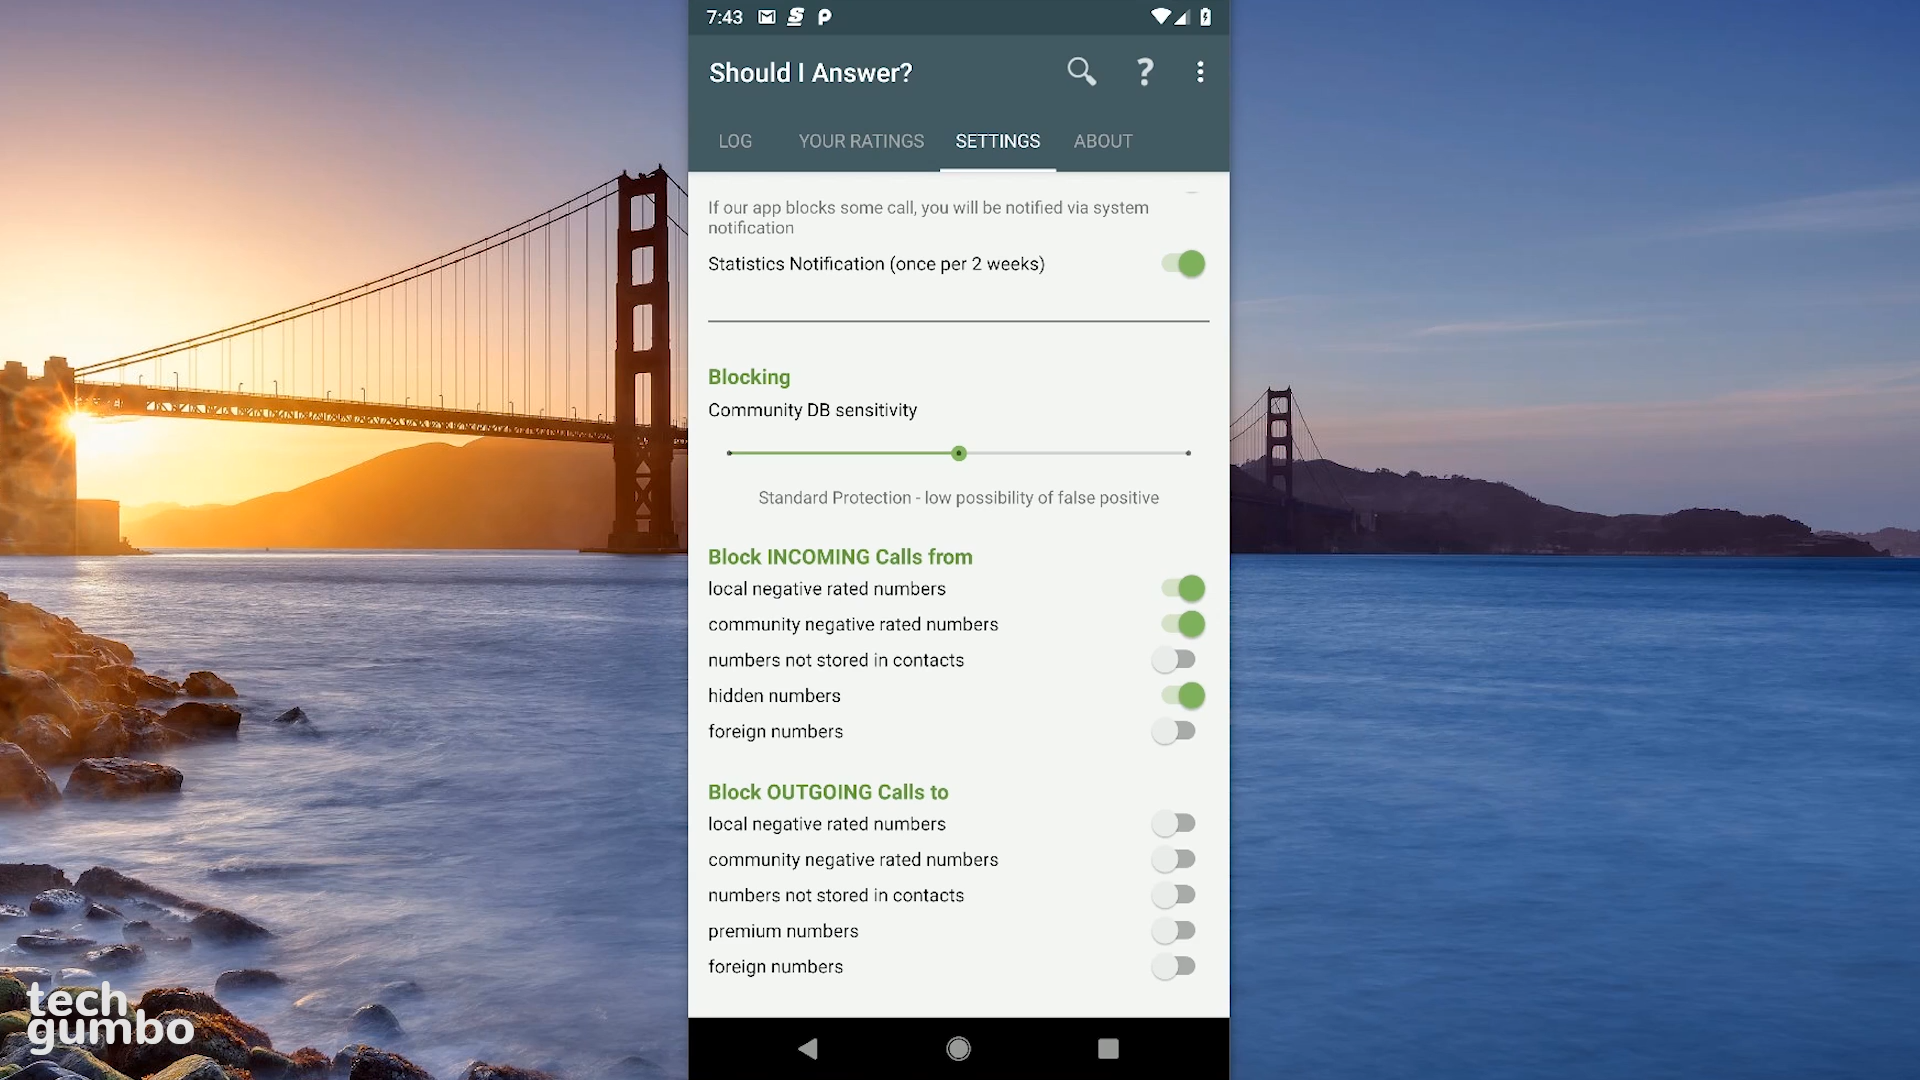 7:43
Should I Answer?
LOG YOUR RATINGS SETTINGS ABOUT
If our app blocks some call, you will be notified via system
notification
Statistics Notification (once per 2 weeks)
Blocking
Community DB sensitivity
Standard Protection - low possibility of false positive
Block INCOMING Calls from
local negative rated numbers
community negative rated numbers
numbers not stored in contacts
hidden numbers
foreign numbers
Block OUTGOING Calls to
local negative rated numbers
community negative rated numbers
numbers not stored in contacts
premium numbers
foreign numbers
tech
gumbo